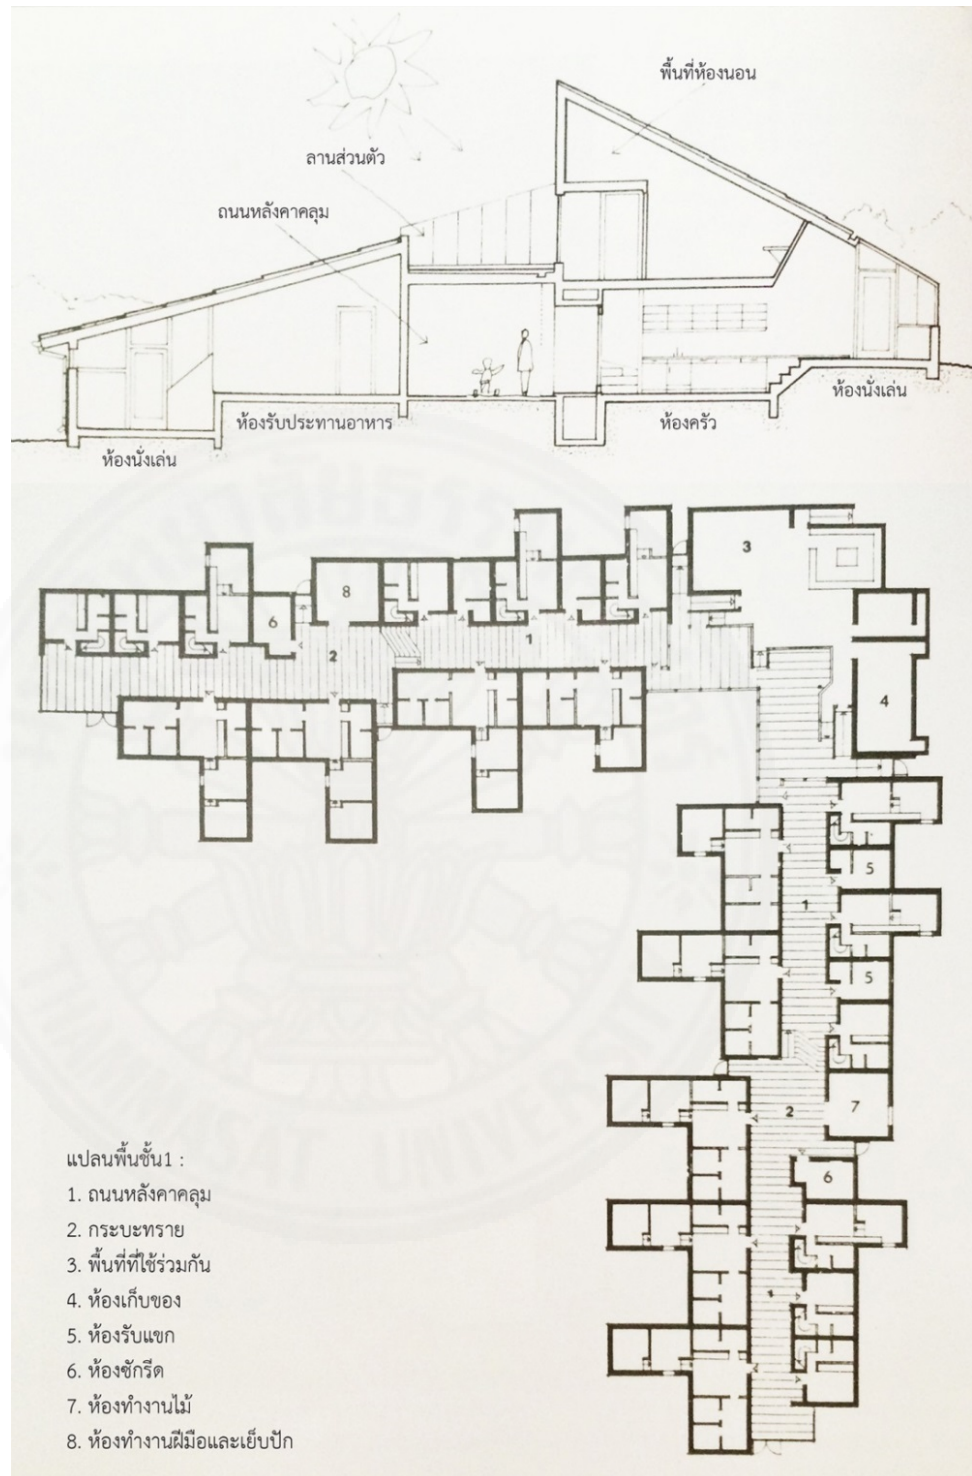 พื้นที่ห้องนอน
ลานส่วนตัว
ถนนหลังคาคลุม
ห้องนั่งเล่น
ห้องรับประทานอาหาร
ห้องครัว
ห้องนั่งเล่น
3
8
6
1
2
4
5
1
5
2
7
6
1
แปลนพื้นชั้น1 :
1. ถนนหลังคาคลุม
2. กระบะทราย
3. พื้นที่ที่ใช้ร่วมกัน
4. ห้องเก็บของ
5. ห้องรับแขก
6. ห้องซักรีด
7. ห้องทำงานไม้
8. ห้องทำงานฝีมือและเย็บปัก
THAMMASAT UNIVERSITY